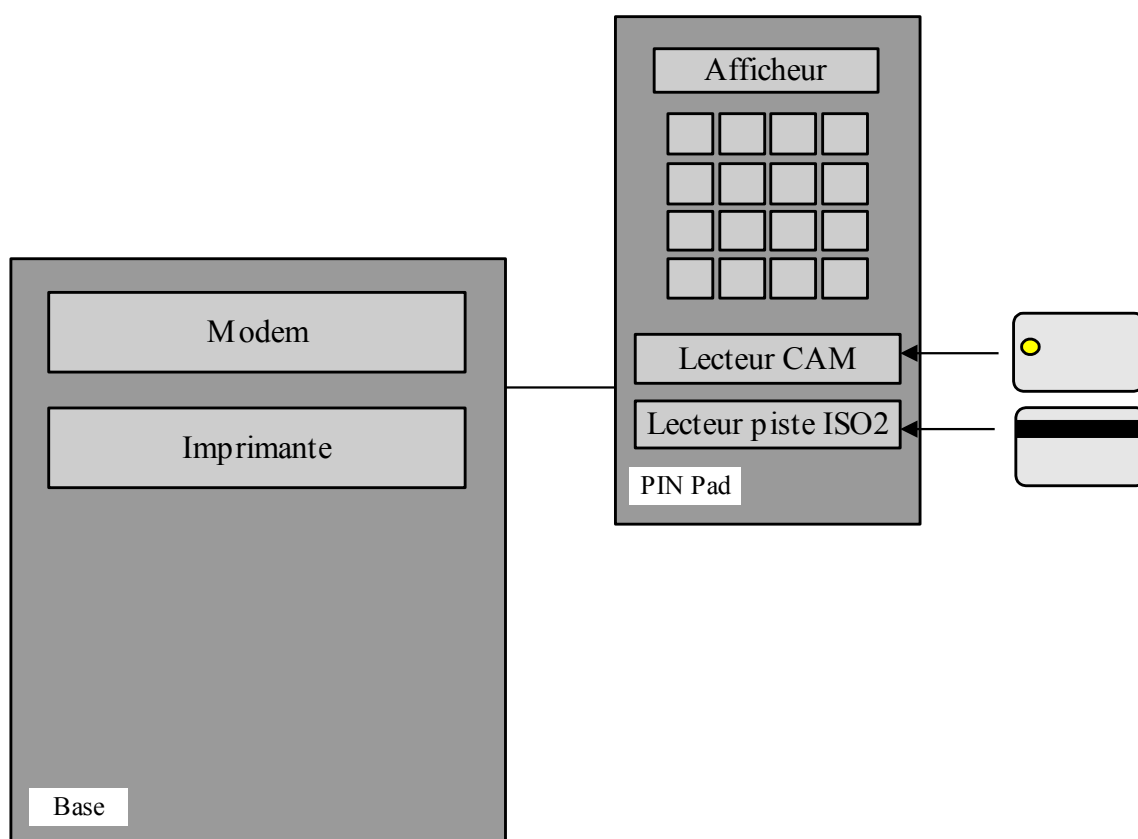 Afficheur
Modem
Imprimante
Lecteur CAM
Lecteur piste ISO2
PIN Pad
Base